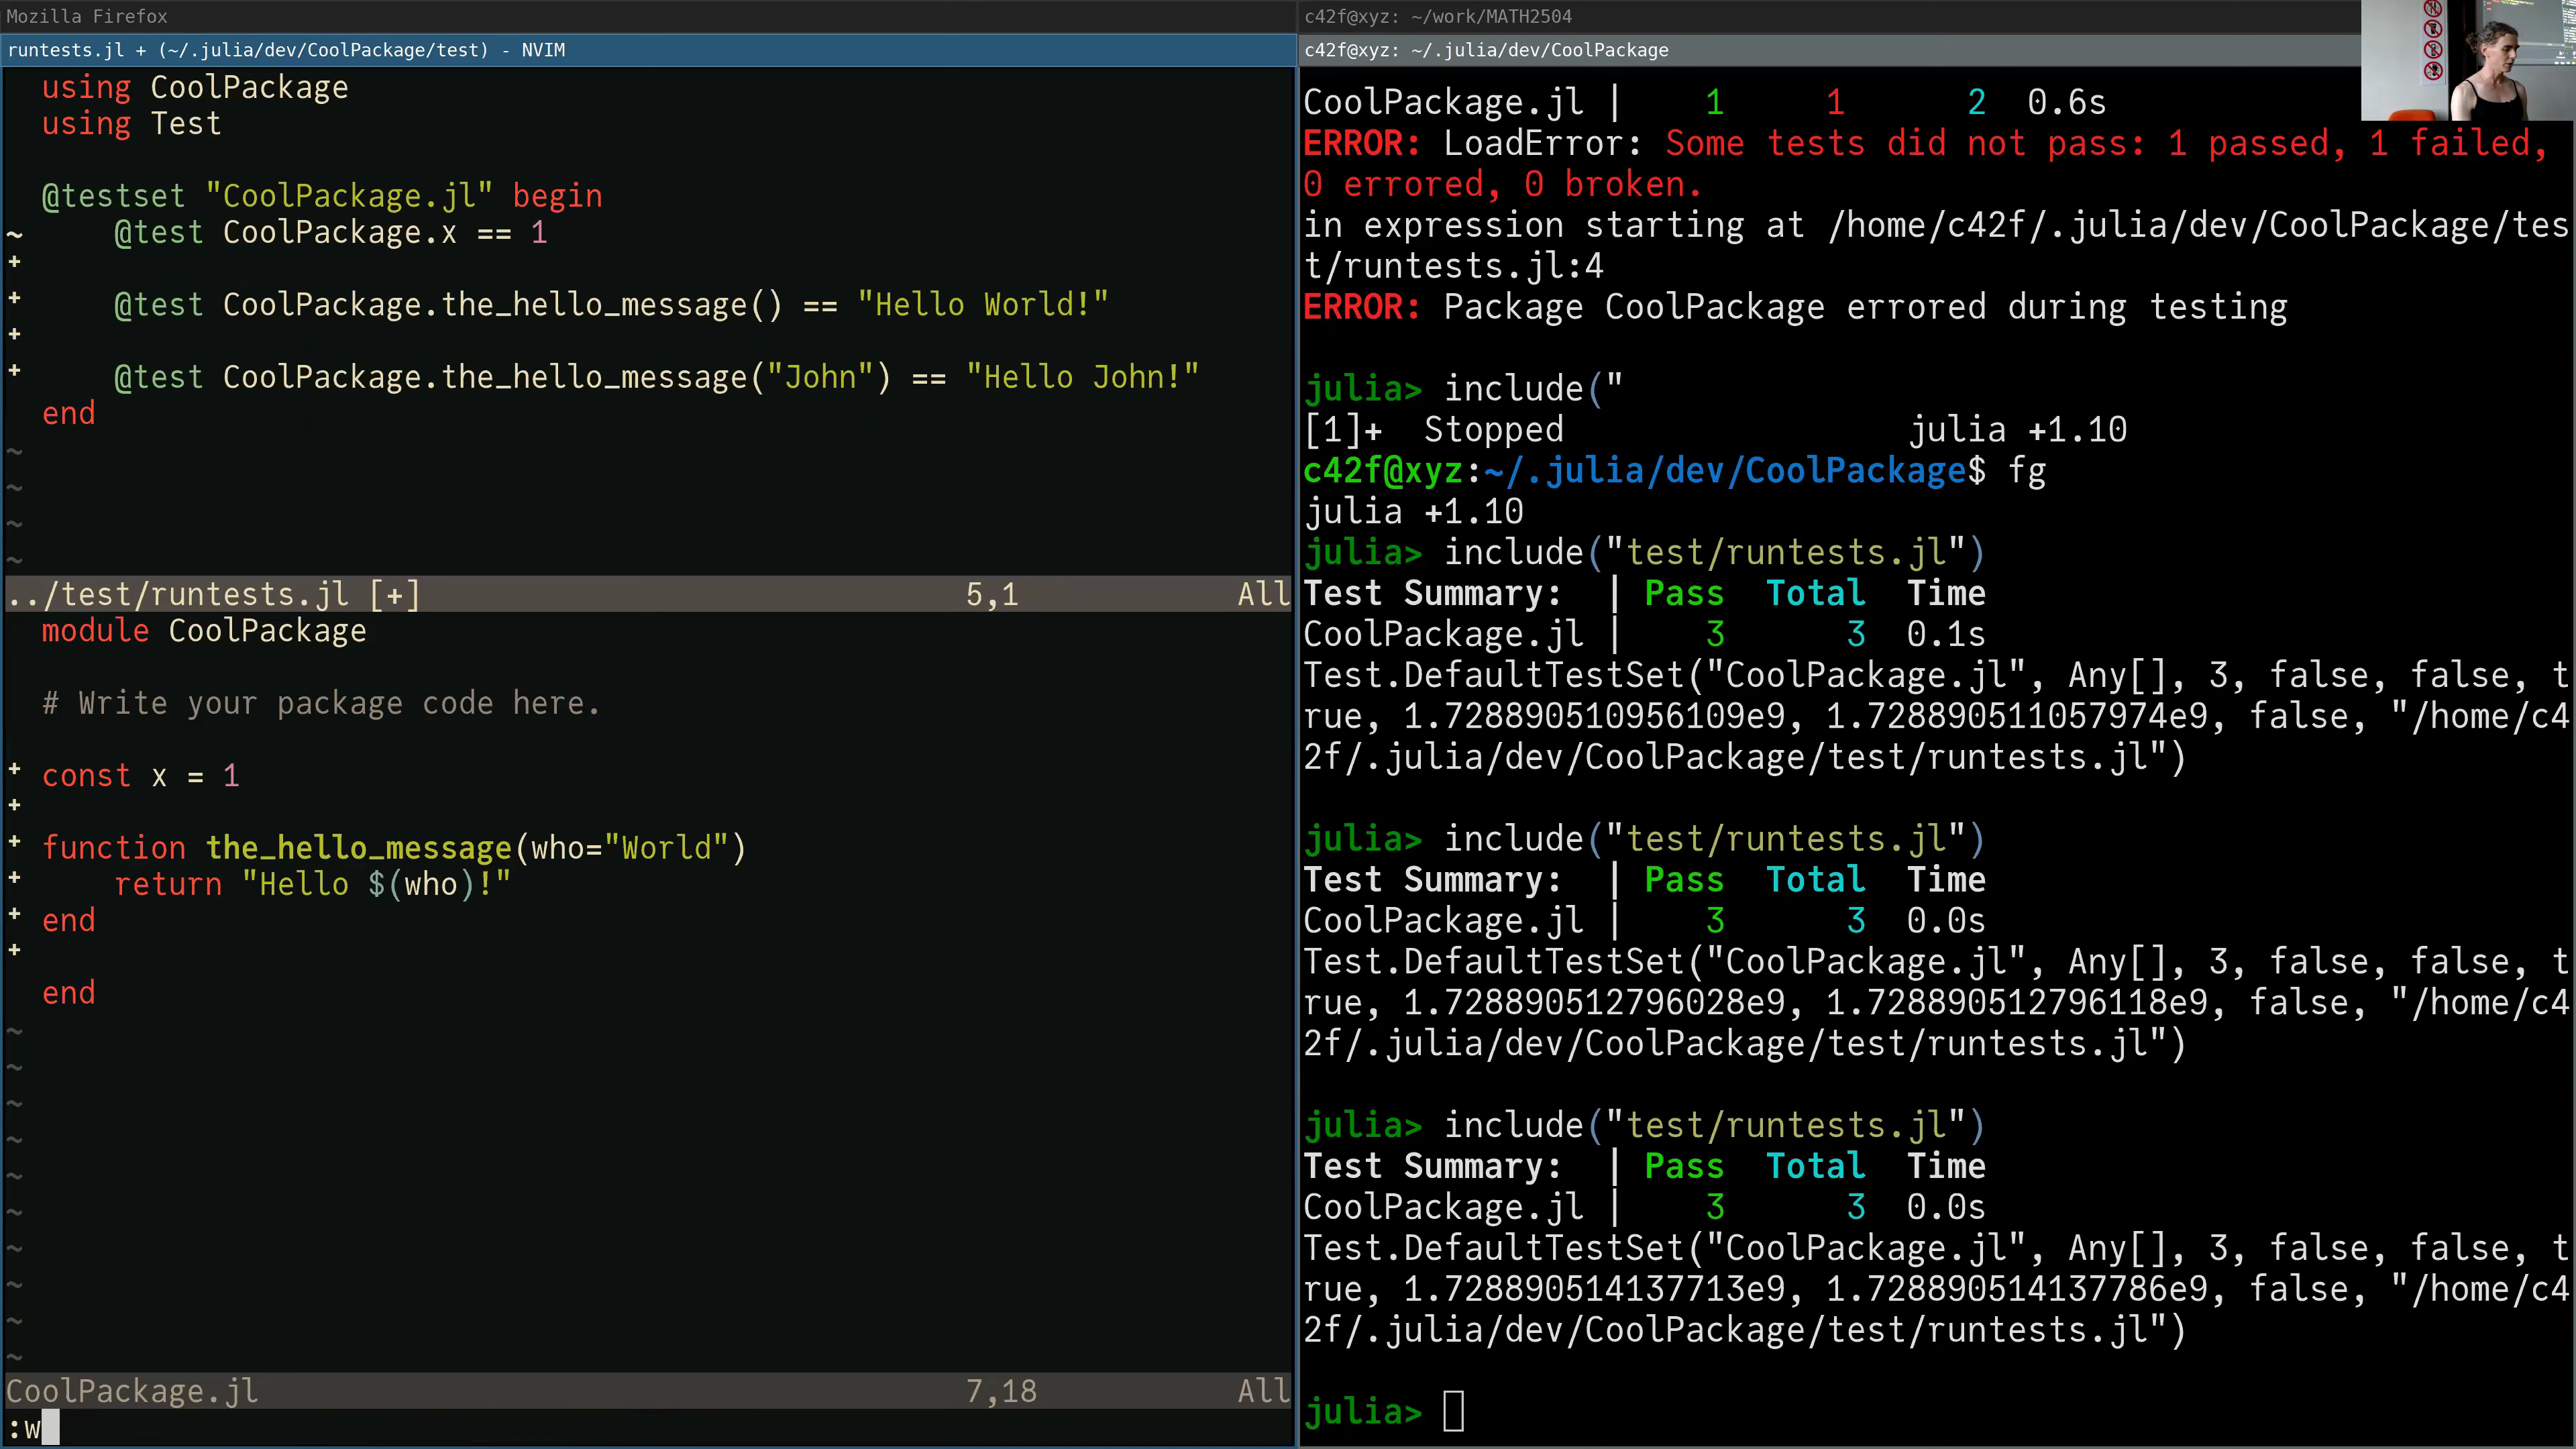 Mozilla Firefox
runtests.jl + (~/.julia/dev/CoolPackage/test) - NVIM
using CoolPackage
using Test
@testset "CoolPackage.jl" begin
~ @test CoolPackage.x == 1
+
+ @test CoolPackage.the_hello_message() == "Hello World!"
+
+ @test CoolPackage.the_hello_message("John") == "Hello John!"
end
~
~
~
~
../test/runtests.jl [+] 5,1 All
module CoolPackage
# Write your package code here.
+ const x = 1
+
+ function the_hello_message(who="World")
+ return "Hello $(who)!"
+ end
+
end
~
~
~
~
~
~
~
~
~
~
CoolPackage.jl 7,18 All
:w
c42f@xyz: ~/work/MATH2504
c42f@xyz: ~/.julia/dev/CoolPackage
CoolPackage.jl | 1 1 2 0.6s
ERROR: LoadError: Some tests did not pass: 1 passed, 1 failed,
0 errored, 0 broken.
in expression starting at /home/c42f/.julia/dev/CoolPackage/tes
t/runtests.jl:4
ERROR: Package CoolPackage errored during testing
julia> include("
[1]+ Stopped julia +1.10
c42f@xyz:~/.julia/dev/CoolPackage$ fg
julia +1.10
julia> include("test/runtests.jl")
Test Summary: | Pass Total Time
CoolPackage.jl | 3 3 0.1s
Test.DefaultTestSet("CoolPackage.jl", Any[], 3, false, false, t
rue, 1.728890510956109e9, 1.728890511057974e9, false, "/home/c4
2f/.julia/dev/CoolPackage/test/runtests.jl")
julia> include("test/runtests.jl")
Test Summary: | Pass Total Time
CoolPackage.jl | 3 3 0.0s
Test.DefaultTestSet("CoolPackage.jl", Any[], 3, false, false, t
rue, 1.728890512796028e9, 1.728890512796118e9, false, "/home/c4
2f/.julia/dev/CoolPackage/test/runtests.jl")
julia> include("test/runtests.jl")
Test Summary: | Pass Total Time
CoolPackage.jl | 3 3 0.0s
Test.DefaultTestSet("CoolPackage.jl", Any[], 3, false, false, t
rue, 1.728890514137713e9, 1.728890514137786e9, false, "/home/c4
2f/.julia/dev/CoolPackage/test/runtests.jl")
julia>